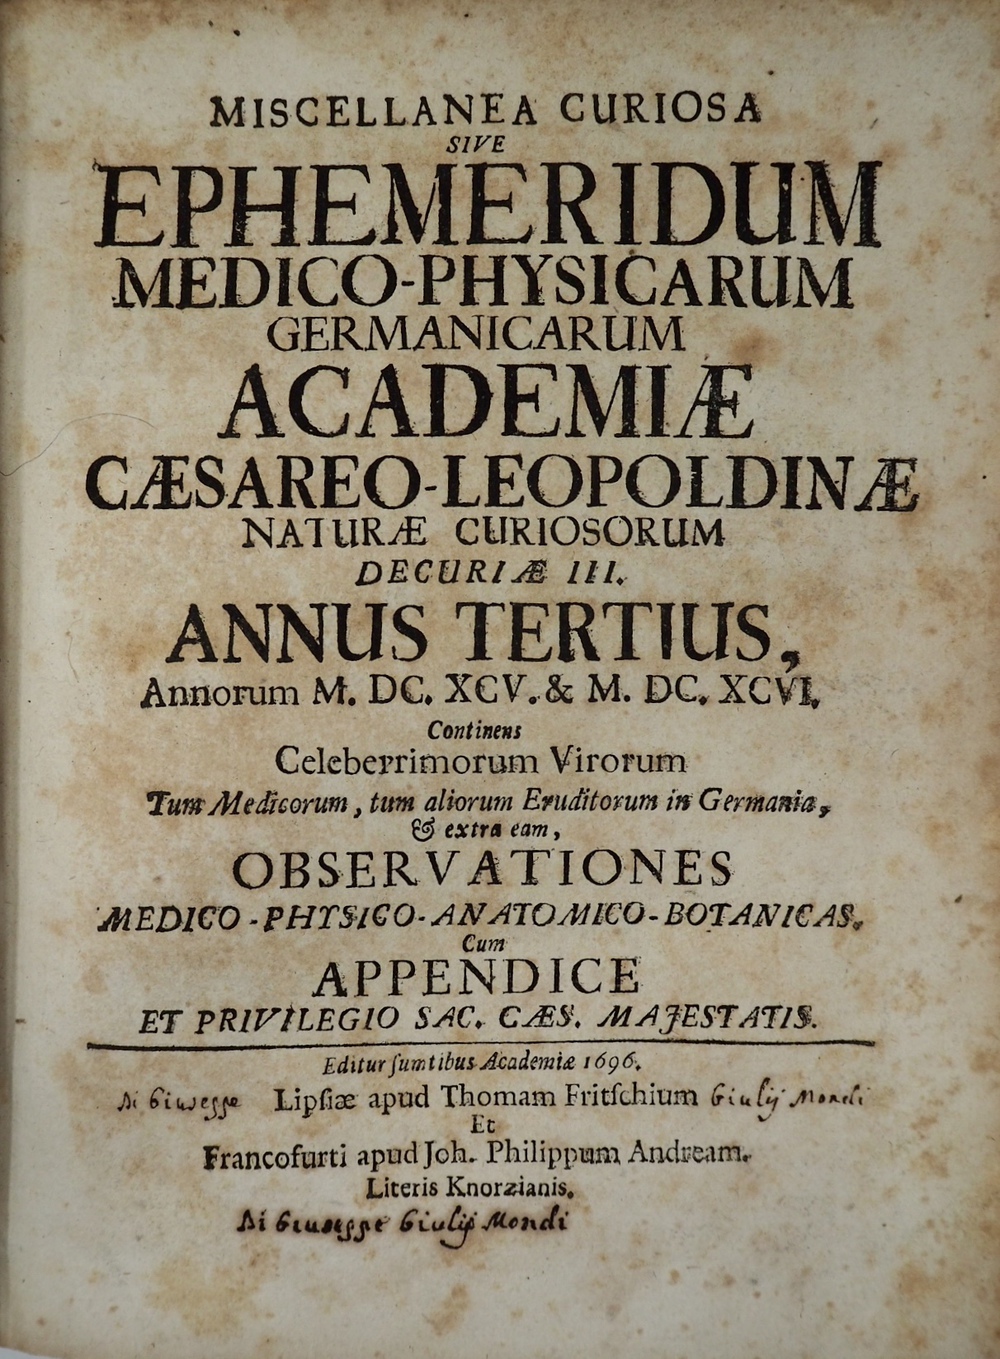 MISCELLANEA CURIOSA
SIVE
EPHEMERIDUM
MEDICO-PHYSICARUM
GERMANICARUM
ACADEMIÆ
CÆSAREO-LEOPOLDINÆ
NATURÆ CURIOSORUM
DECURIÆ III.
ANNUS TERTIUS,
Annorum M. DC. XCV. & M. DC. XCVI.
Continens
Celeberrimorum Virorum
Tum Medicorum, tum aliorum Eruditorum in Germania,
& extra eam,
OBSERVATIONES
MEDICO-PHYSICO-ANATOMICO-BOTANICAS.
Cum
APPENDICE
ET PRIVILEGIO SAC. CÆS. MAJESTATIS.
Editur ſumtibus Academiæ 1696.
Di Giuseppe Lipſiæ apud Thomam Fritſchium Giulij Mondi
Et
Francofurti apud Joh. Philippum Andream.
Literis Knorzianis.
Di Giuseppe Giulij Mondi